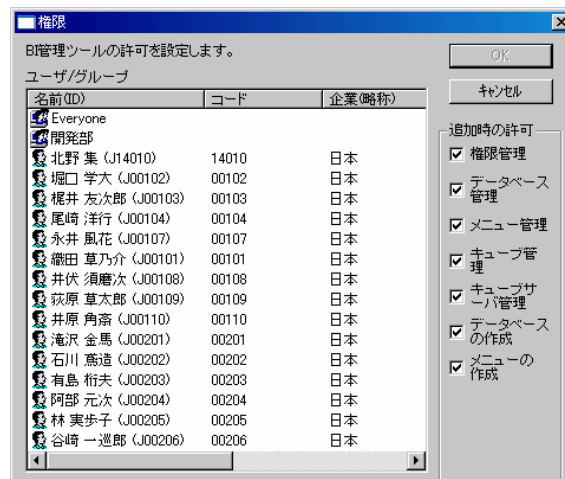 権限
BI管理ツールの許可を設定します。
ユーザ/グループ
名前(ID) コード 企業(略称)
Everyone
開発部
北野 集 (J14010) 14010 日本
堀口 学大 (J00102) 00102 日本
梶井 友次郎 (J00103) 00103 日本
尾崎 洋行 (J00104) 00104 日本
永井 風花 (J00107) 00107 日本
織田 草乃介 (J00101) 00101 日本
井伏 須磨次 (J00108) 00108 日本
荻原 草太郎 (J00109) 00109 日本
井原 角斎 (J00110) 00110 日本
滝沢 金馬 (J00201) 00201 日本
石川 蔦造 (J00202) 00202 日本
有島 桁夫 (J00203) 00203 日本
阿部 元次 (J00204) 00204 日本
林 実歩子 (J00205) 00205 日本
谷崎 一巡郎 (J00206) 00206 日本
OK
キャンセル
追加時の許可
権限管理
データベース
管理
メニュー管理
キューブ管
理
キューブサ
ーバ管理
データベース
の作成
メニューの
作成